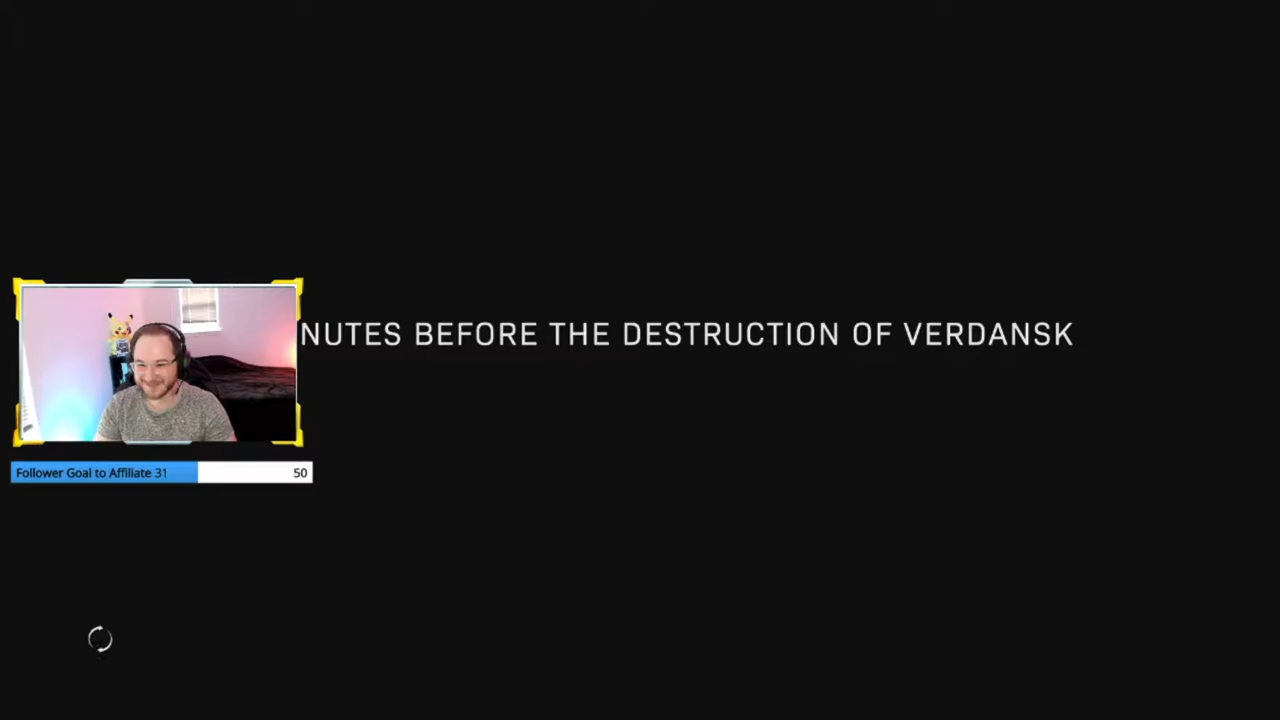 NUTES BEFORE THE DESTRUCTION OF VERDANSK
Follower Goal to Affiliate 31 50